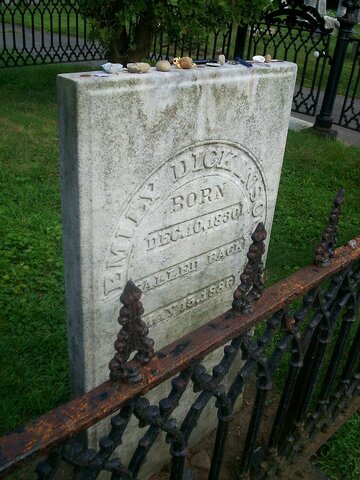 EMILY DICKINSON
BORN
DEC. 10, 1830
CALLED BACK
MAY 15, 1886